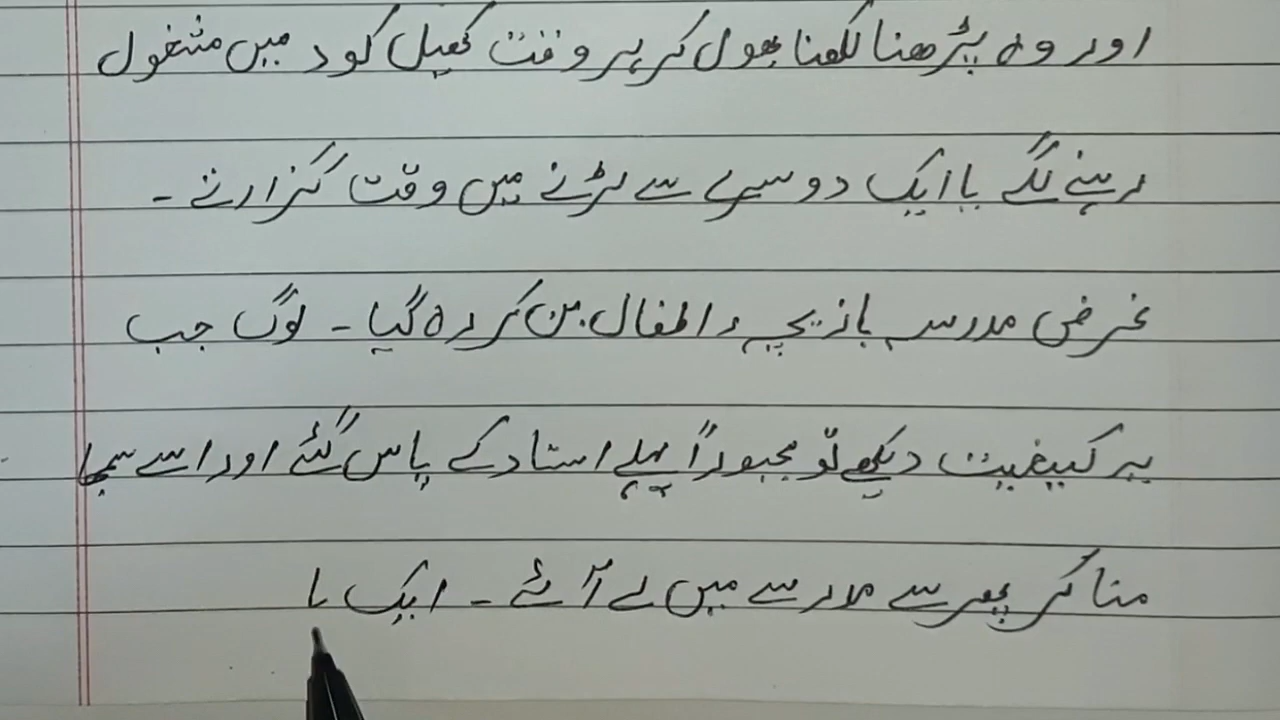 اور وہ پڑھنا لکھنا بھول کر ہر وقت کھیل کود میں مشغول
رہنے لگے یا ایک دوسرے سے لڑنے میں وقت گزارتے ۔
غرض مدرسہ بازیچہء اطفال بن کر رہ گیا ۔ لوگ جب
یہ کیفیت دیکھے تو مجبوراً پہلے استاد کے پاس گئے اور اسے سمجھا
منا کر پھر سے مدرسے میں لے آئے ۔ ایک